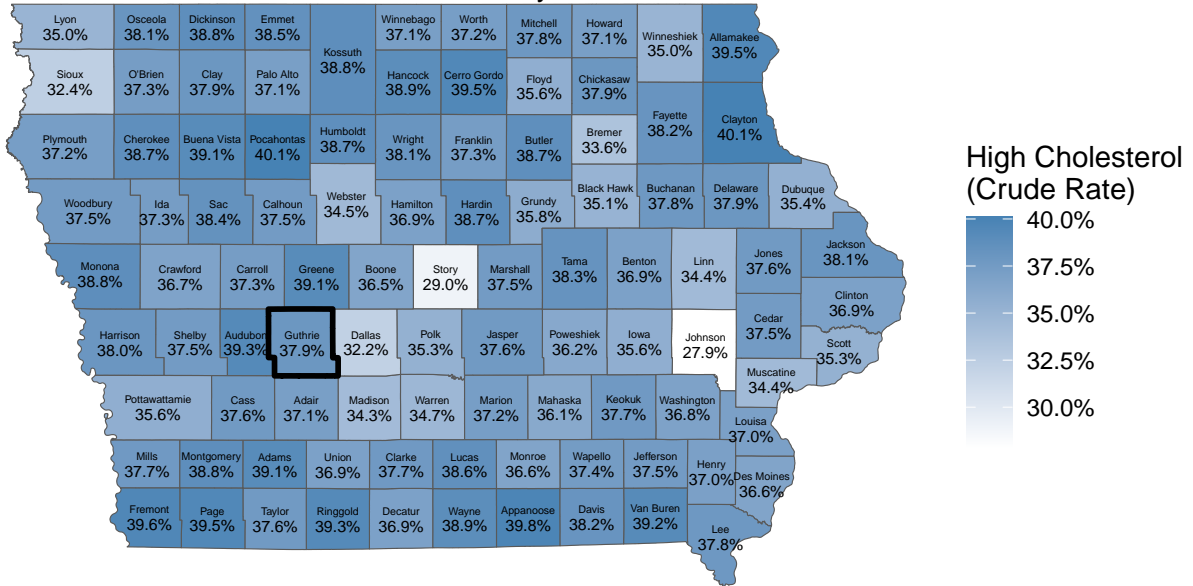 Lyon
35.0%
Osceola
38.1%
Dickinson
38.8%
Emmet
38.5%
Winnebago
37.1%
Worth
37.2%
Mitchell
37.8%
Howard
37.1%
Winneshiek
35.0%
Allamakee
39.5%
Kossuth
38.8%
Sioux
32.4%
O'Brien
37.3%
Clay
37.9%
Palo Alto
37.1%
Hancock
38.9%
Cerro Gordo
39.5%
Floyd
35.6%
Chickasaw
37.9%
Fayette
38.2%
Clayton
40.1%
Plymouth
37.2%
Cherokee
38.7%
Buena Vista
39.1%
Pocahontas
40.1%
Humboldt
38.7%
Wright
38.1%
Franklin
37.3%
Butler
38.7%
Bremer
33.6%
Woodbury
37.5%
Ida
37.3%
Sac
38.4%
Calhoun
37.5%
Webster
34.5%
Hamilton
36.9%
Hardin
38.7%
Grundy
35.8%
Black Hawk
35.1%
Buchanan
37.8%
Delaware
37.9%
Dubuque
35.4%
Monona
38.8%
Crawford
36.7%
Carroll
37.3%
Greene
39.1%
Boone
36.5%
Story
29.0%
Marshall
37.5%
Tama
38.3%
Benton
36.9%
Linn
34.4%
Jones
37.6%
Jackson
38.1%
Clinton
36.9%
Harrison
38.0%
Shelby
37.5%
Audubon
39.3%
Guthrie
37.9%
Dallas
32.2%
Polk
35.3%
Jasper
37.6%
Poweshiek
36.2%
Iowa
35.6%
Johnson
27.9%
Cedar
37.5%
Scott
35.3%
Muscatine
34.4%
Pottawattamie
35.6%
Cass
37.6%
Adair
37.1%
Madison
34.3%
Warren
34.7%
Marion
37.2%
Mahaska
36.1%
Keokuk
37.7%
Washington
36.8%
Louisa
37.0%
Mills
37.7%
Montgomery
38.8%
Adams
39.1%
Union
36.9%
Clarke
37.7%
Lucas
38.6%
Monroe
36.6%
Wapello
37.4%
Jefferson
37.5%
Henry
37.0%
Des Moines
36.6%
Fremont
39.6%
Page
39.5%
Taylor
37.6%
Ringgold
39.3%
Decatur
36.9%
Wayne
38.9%
Appanoose
39.8%
Davis
38.2%
Van Buren
39.2%
Lee
37.8%
High Cholesterol
(Crude Rate)
40.0%
37.5%
35.0%
32.5%
30.0%